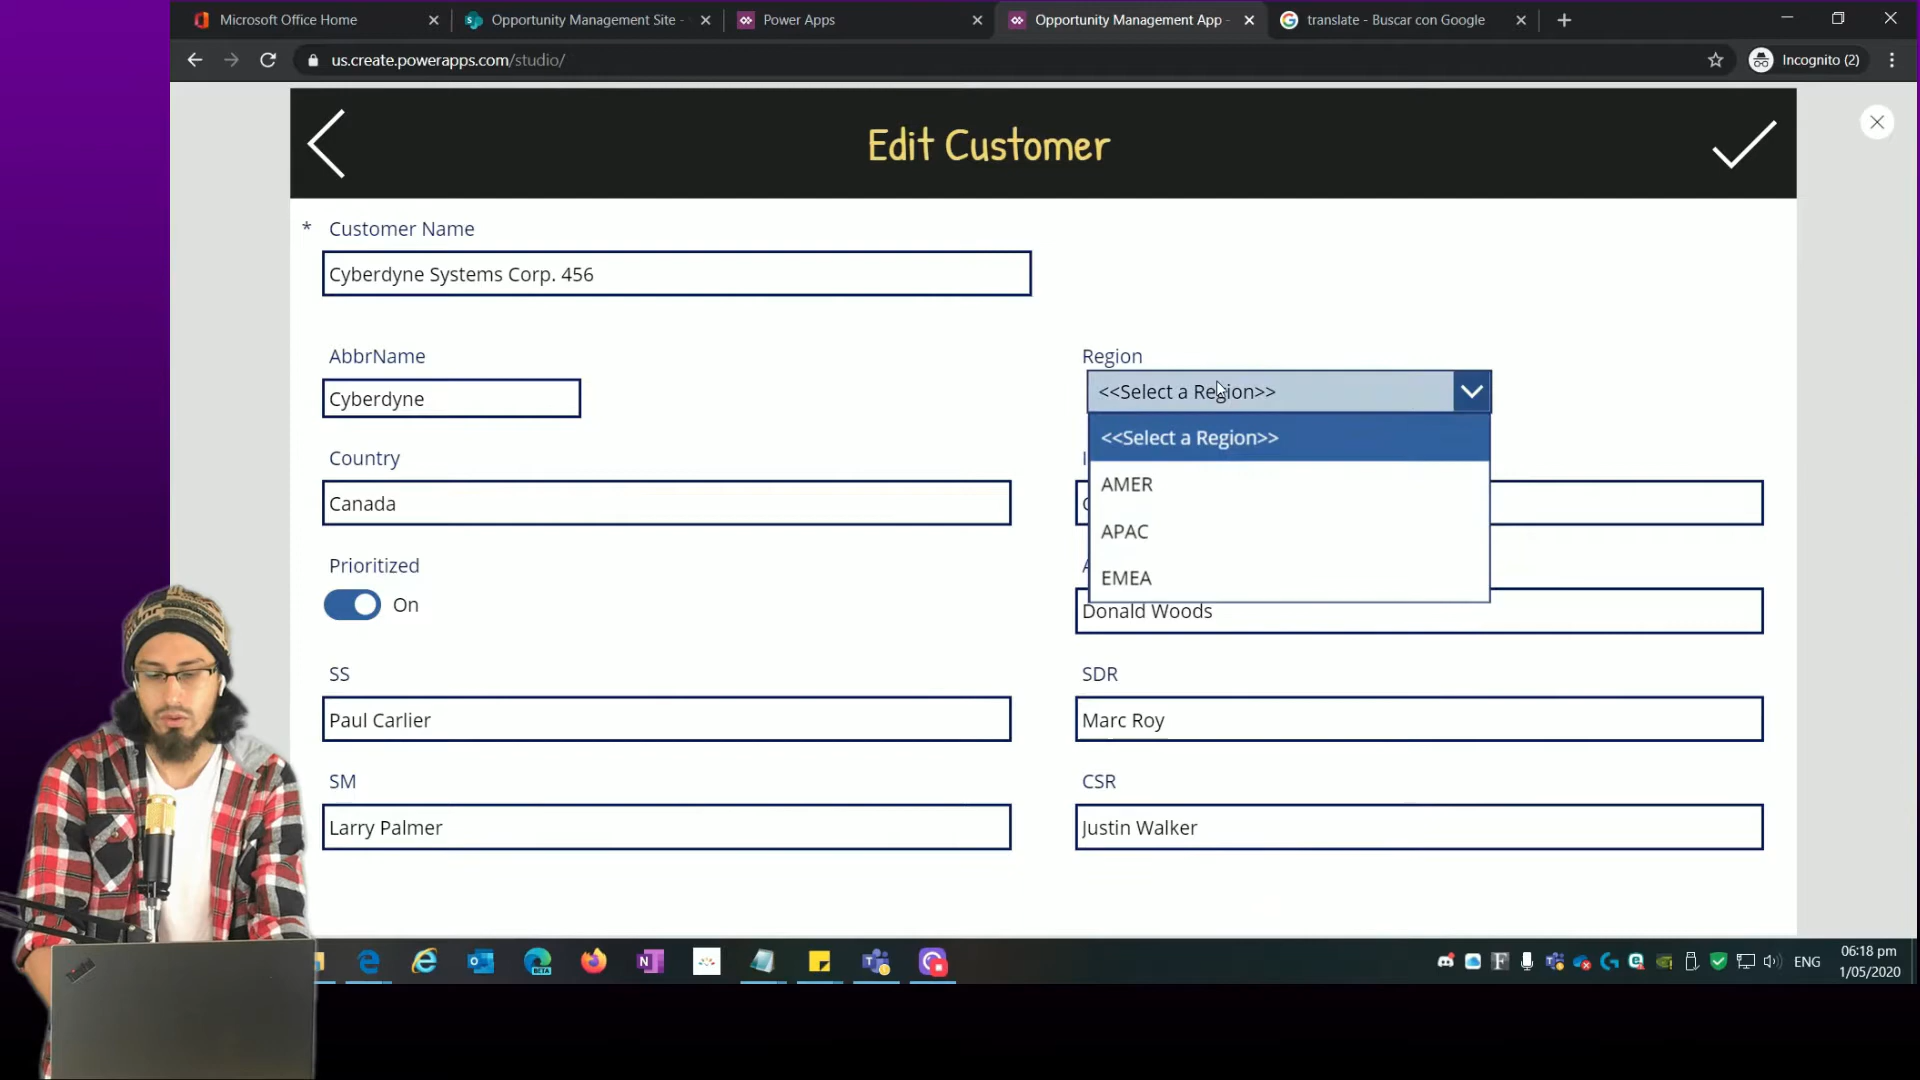 Microsoft Office Home
Opportunity Management Site -
Power Apps
Opportunity Management App -
translate - Buscar con Google
us.create.powerapps.com/studio/
Incognito (2)
Edit Customer
* Customer Name
Cyberdyne Systems Corp. 456
AbbrName
Region
Cyberdyne
<<Select a Region>>
<<Select a Region>>
Country
Canada
AMER
APAC
EMEA
Prioritized
On
Donald Woods
SS
SDR
Paul Carlier
Marc Roy
SM
CSR
Larry Palmer
Justin Walker
BETA
ENG
06:18 pm
1/05/2020